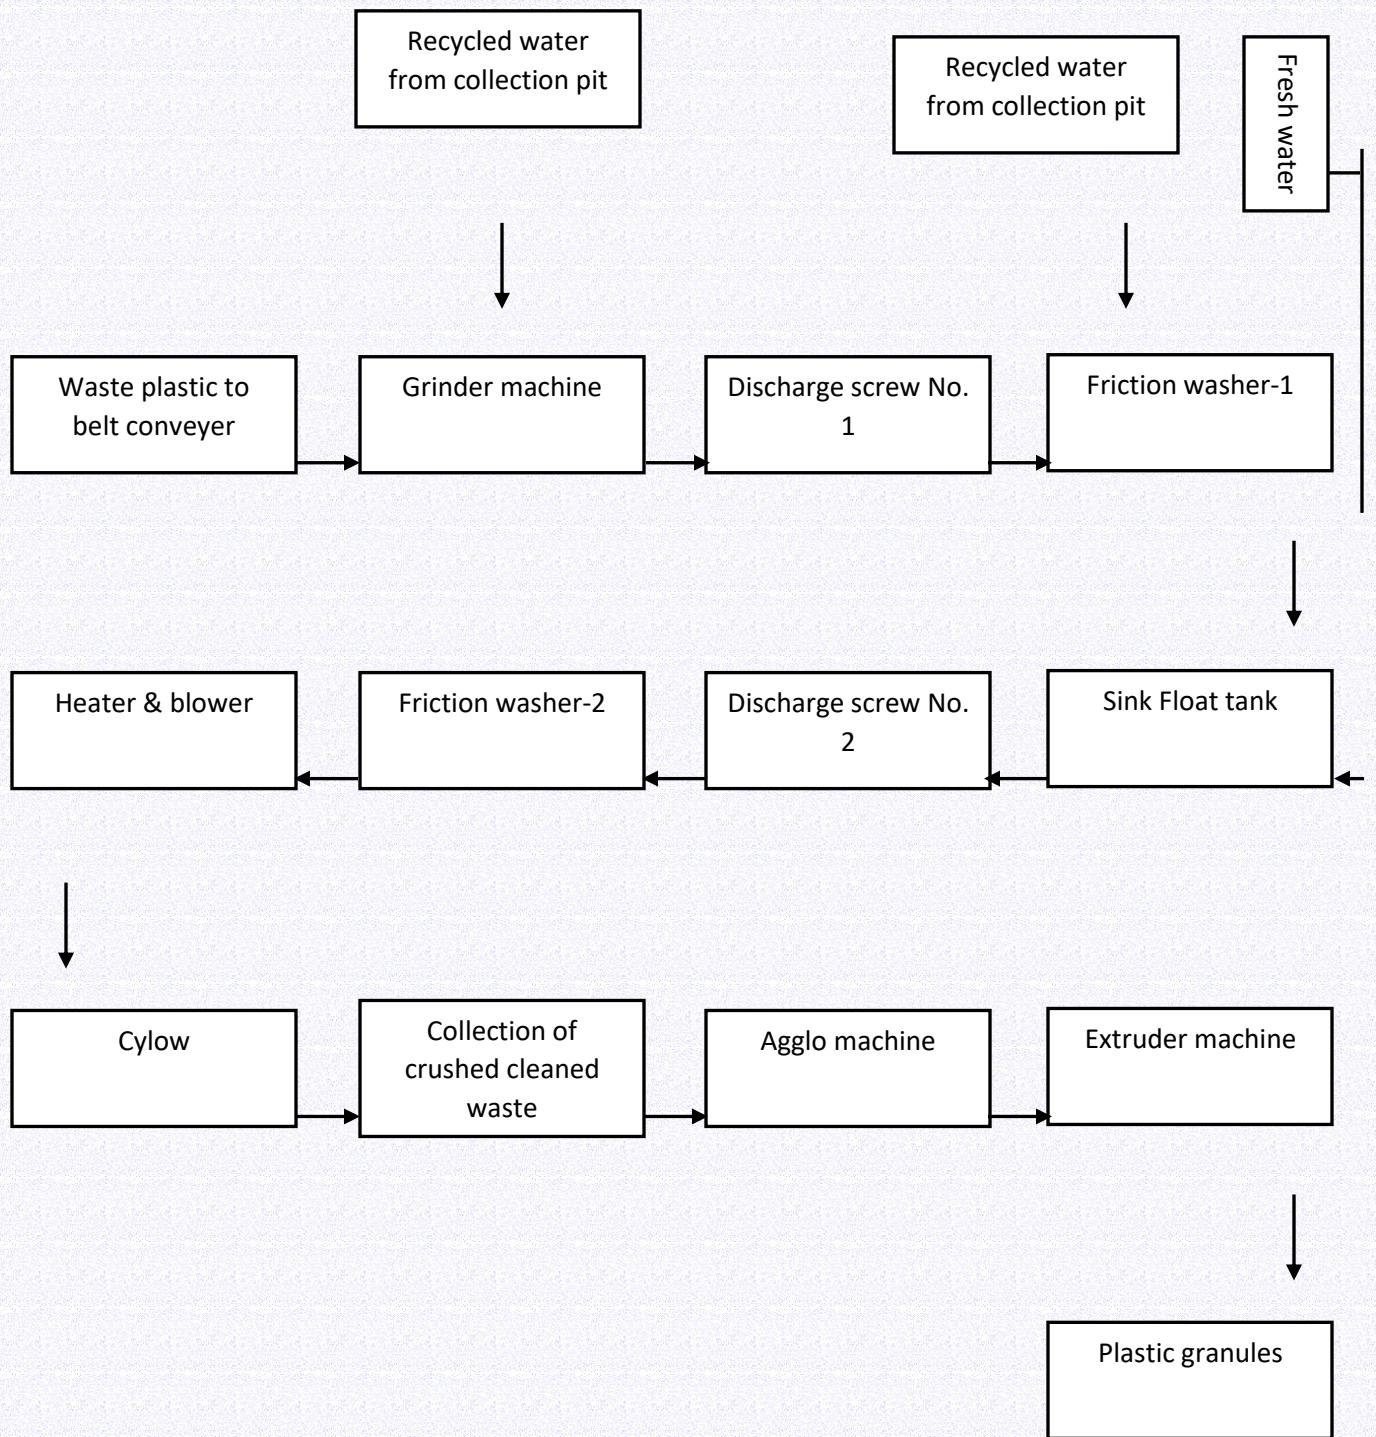 Recycled water
from collection pit
Recycled water
from collection pit
Fresh water
Waste plastic to
belt conveyer
Grinder machine
Discharge screw No.
1
Friction washer-1
Heater & blower
Friction washer-2
Discharge screw No.
2
Sink Float tank
Cylow
Collection of
crushed cleaned
waste
Agglo machine
Extruder machine
Plastic granules